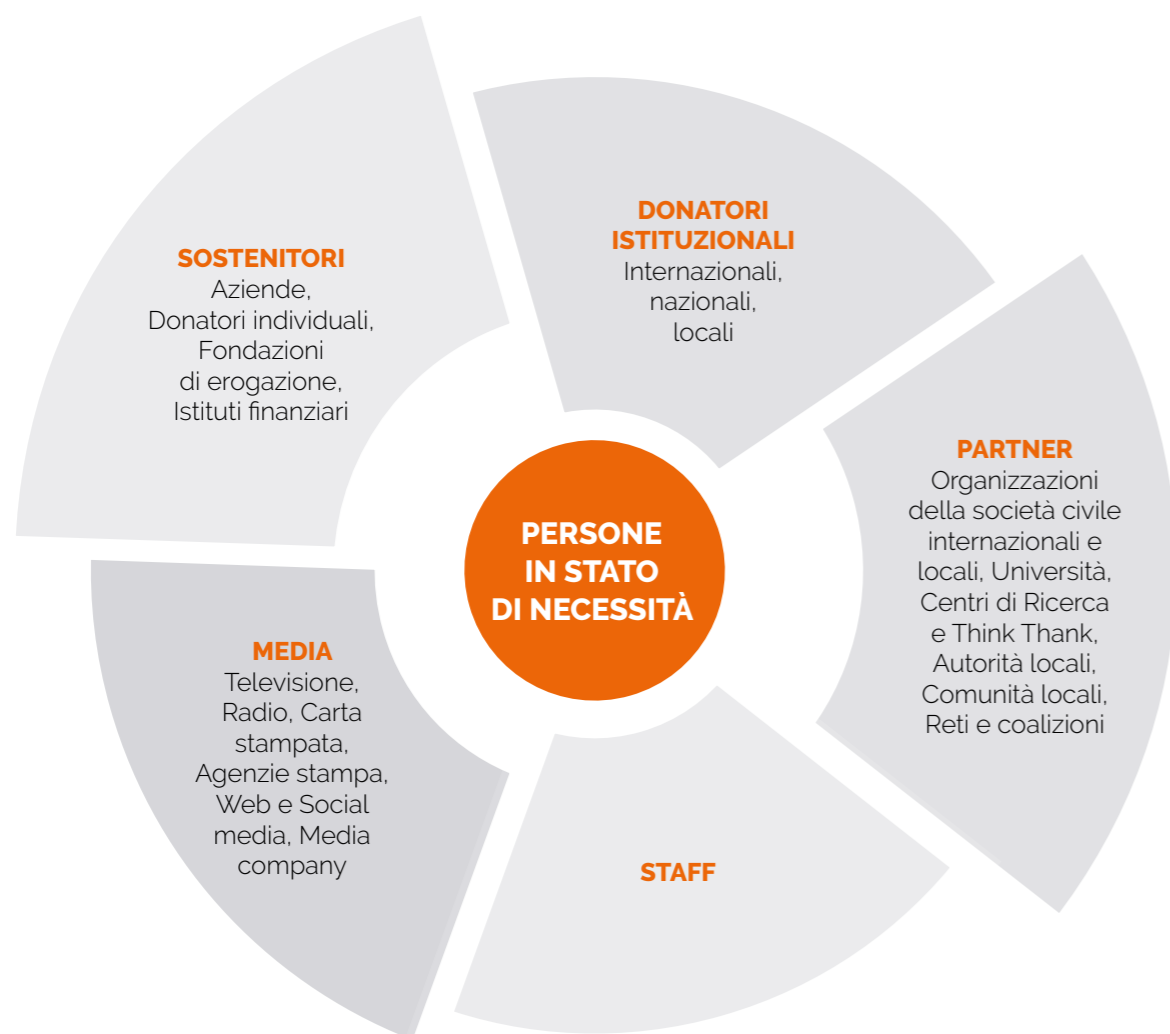 SOSTENITORI
Aziende,
Donatori individuali,
Fondazioni
di erogazione,
Istituti finanziari
DONATORI
ISTITUZIONALI
Internazionali,
nazionali,
locali
PARTNER
Organizzazioni
della società civile
internazionali e
locali, Università,
Centri di Ricerca
e Think Thank,
Autorità locali,
Comunità locali,
Reti e coalizioni
PERSONE
IN STATO
DI NECESSITÀ
MEDIA
Televisione,
Radio, Carta
stampata,
Agenzie stampa,
Web e Social
media, Media
company
STAFF